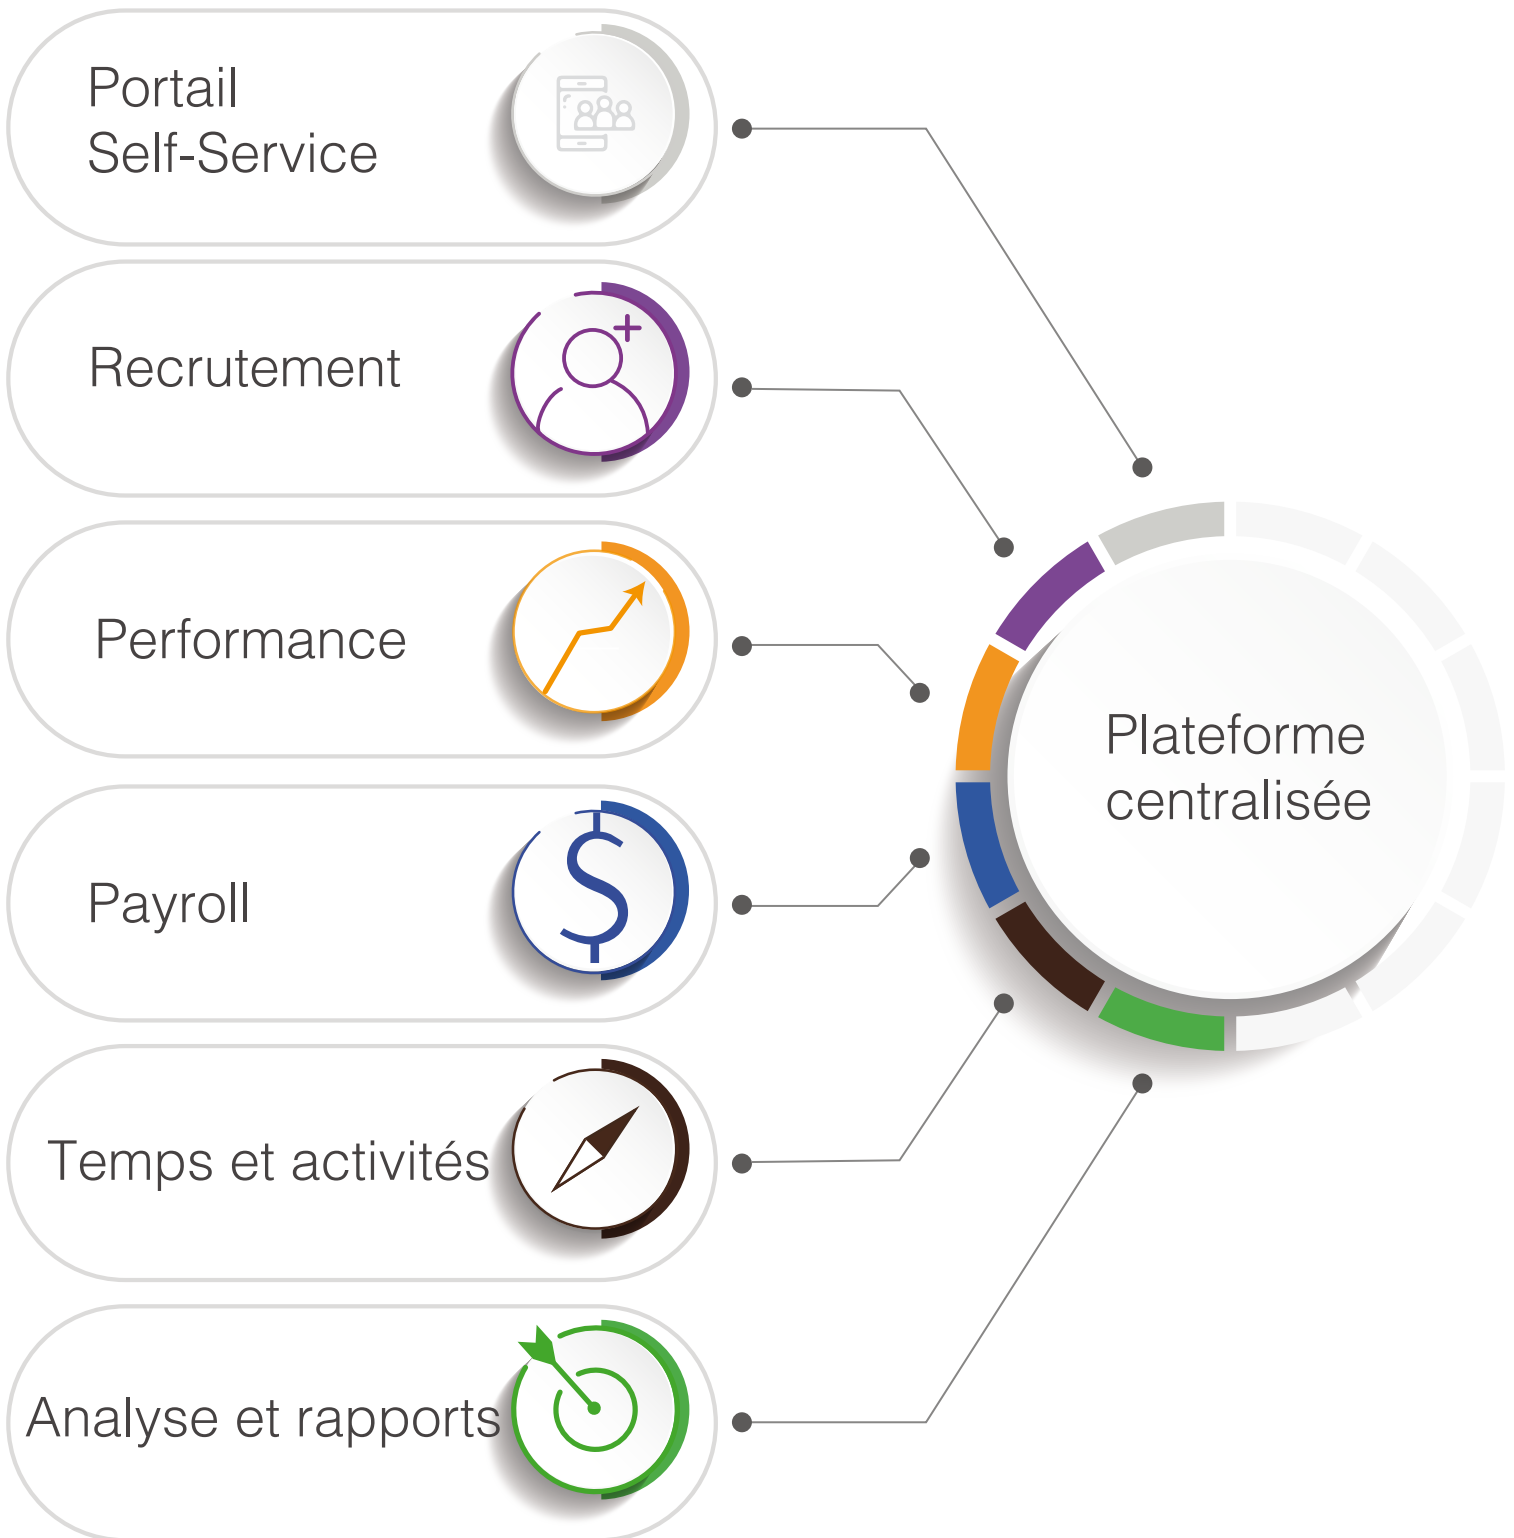 Portail
Self-Service
Recrutement
Performance
Payroll
Temps et activités
Analyse et rapports
Plateforme
centralisée